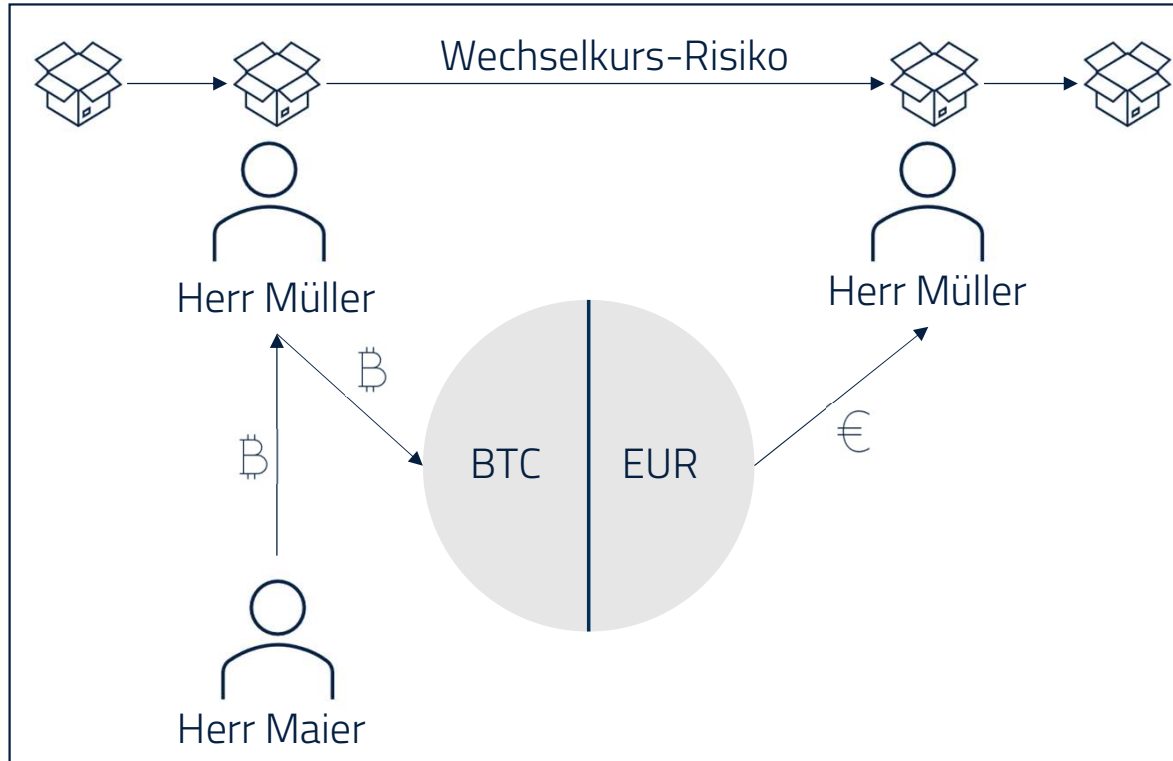 Wechselkurs-Risiko
Herr Müller
Herr Müller
₿
€
₿
BTC
EUR
Herr Maier